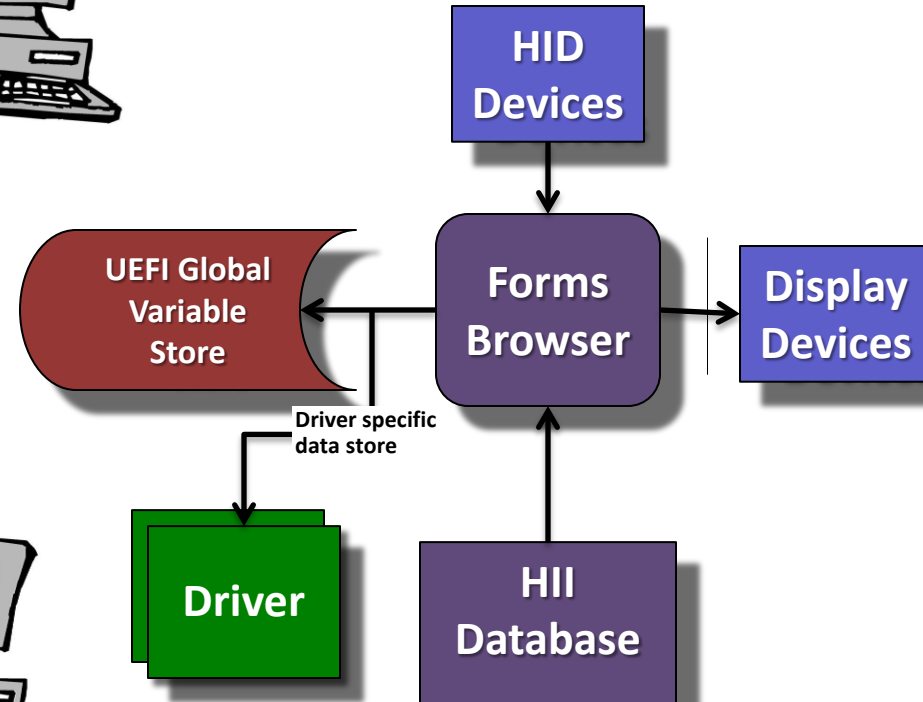 HID
Devices
UEFI Global
Variable
Store
Forms
Browser
Display
Devices
Driver specific
data store
Driver
HII
Database